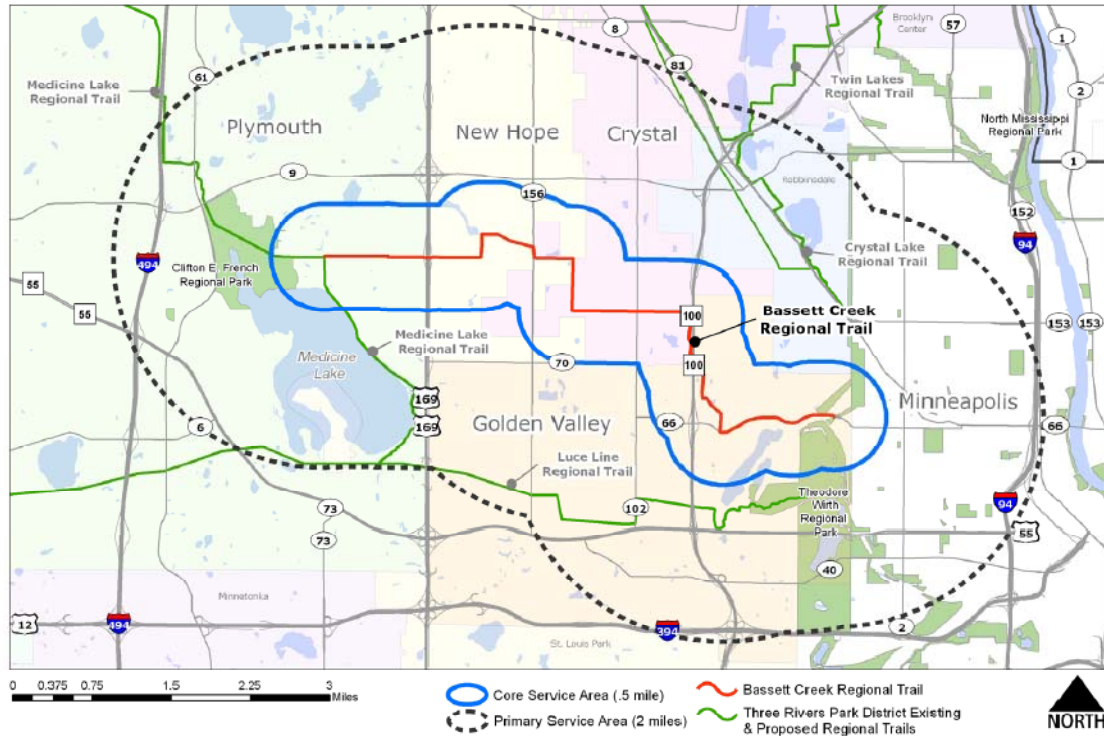 Brooklyn
Center
57
1
8
81
Medicine Lake
Regional Trail
61
Twin Lakes
Regional Trail
2
Plymouth
New Hope
Crystal
North Mississippi
Regional Park
1
1
9
Robbinsdale
156
152
94
494
Clifton E. French
Regional Park
Crystal Lake
Regional Trail
55
55
100
Bassett Creek
Regional Trail
153
153
Medicine Lake
Regional Trail
Medicine
Lake
70
100
169
169
Golden Valley
66
Minneapolis
66
6
Luce Line
Regional Trail
Theodore
Wirth
Regional
Park
73
102
94
55
73
40
Minnetonka
12
494
394
2
St. Louis Park
0 0.375 0.75 1.5 2.25 3
Miles
Core Service Area (.5 mile)
Primary Service Area (2 miles)
Bassett Creek Regional Trail
Three Rivers Park District Existing
& Proposed Regional Trails
NORTH